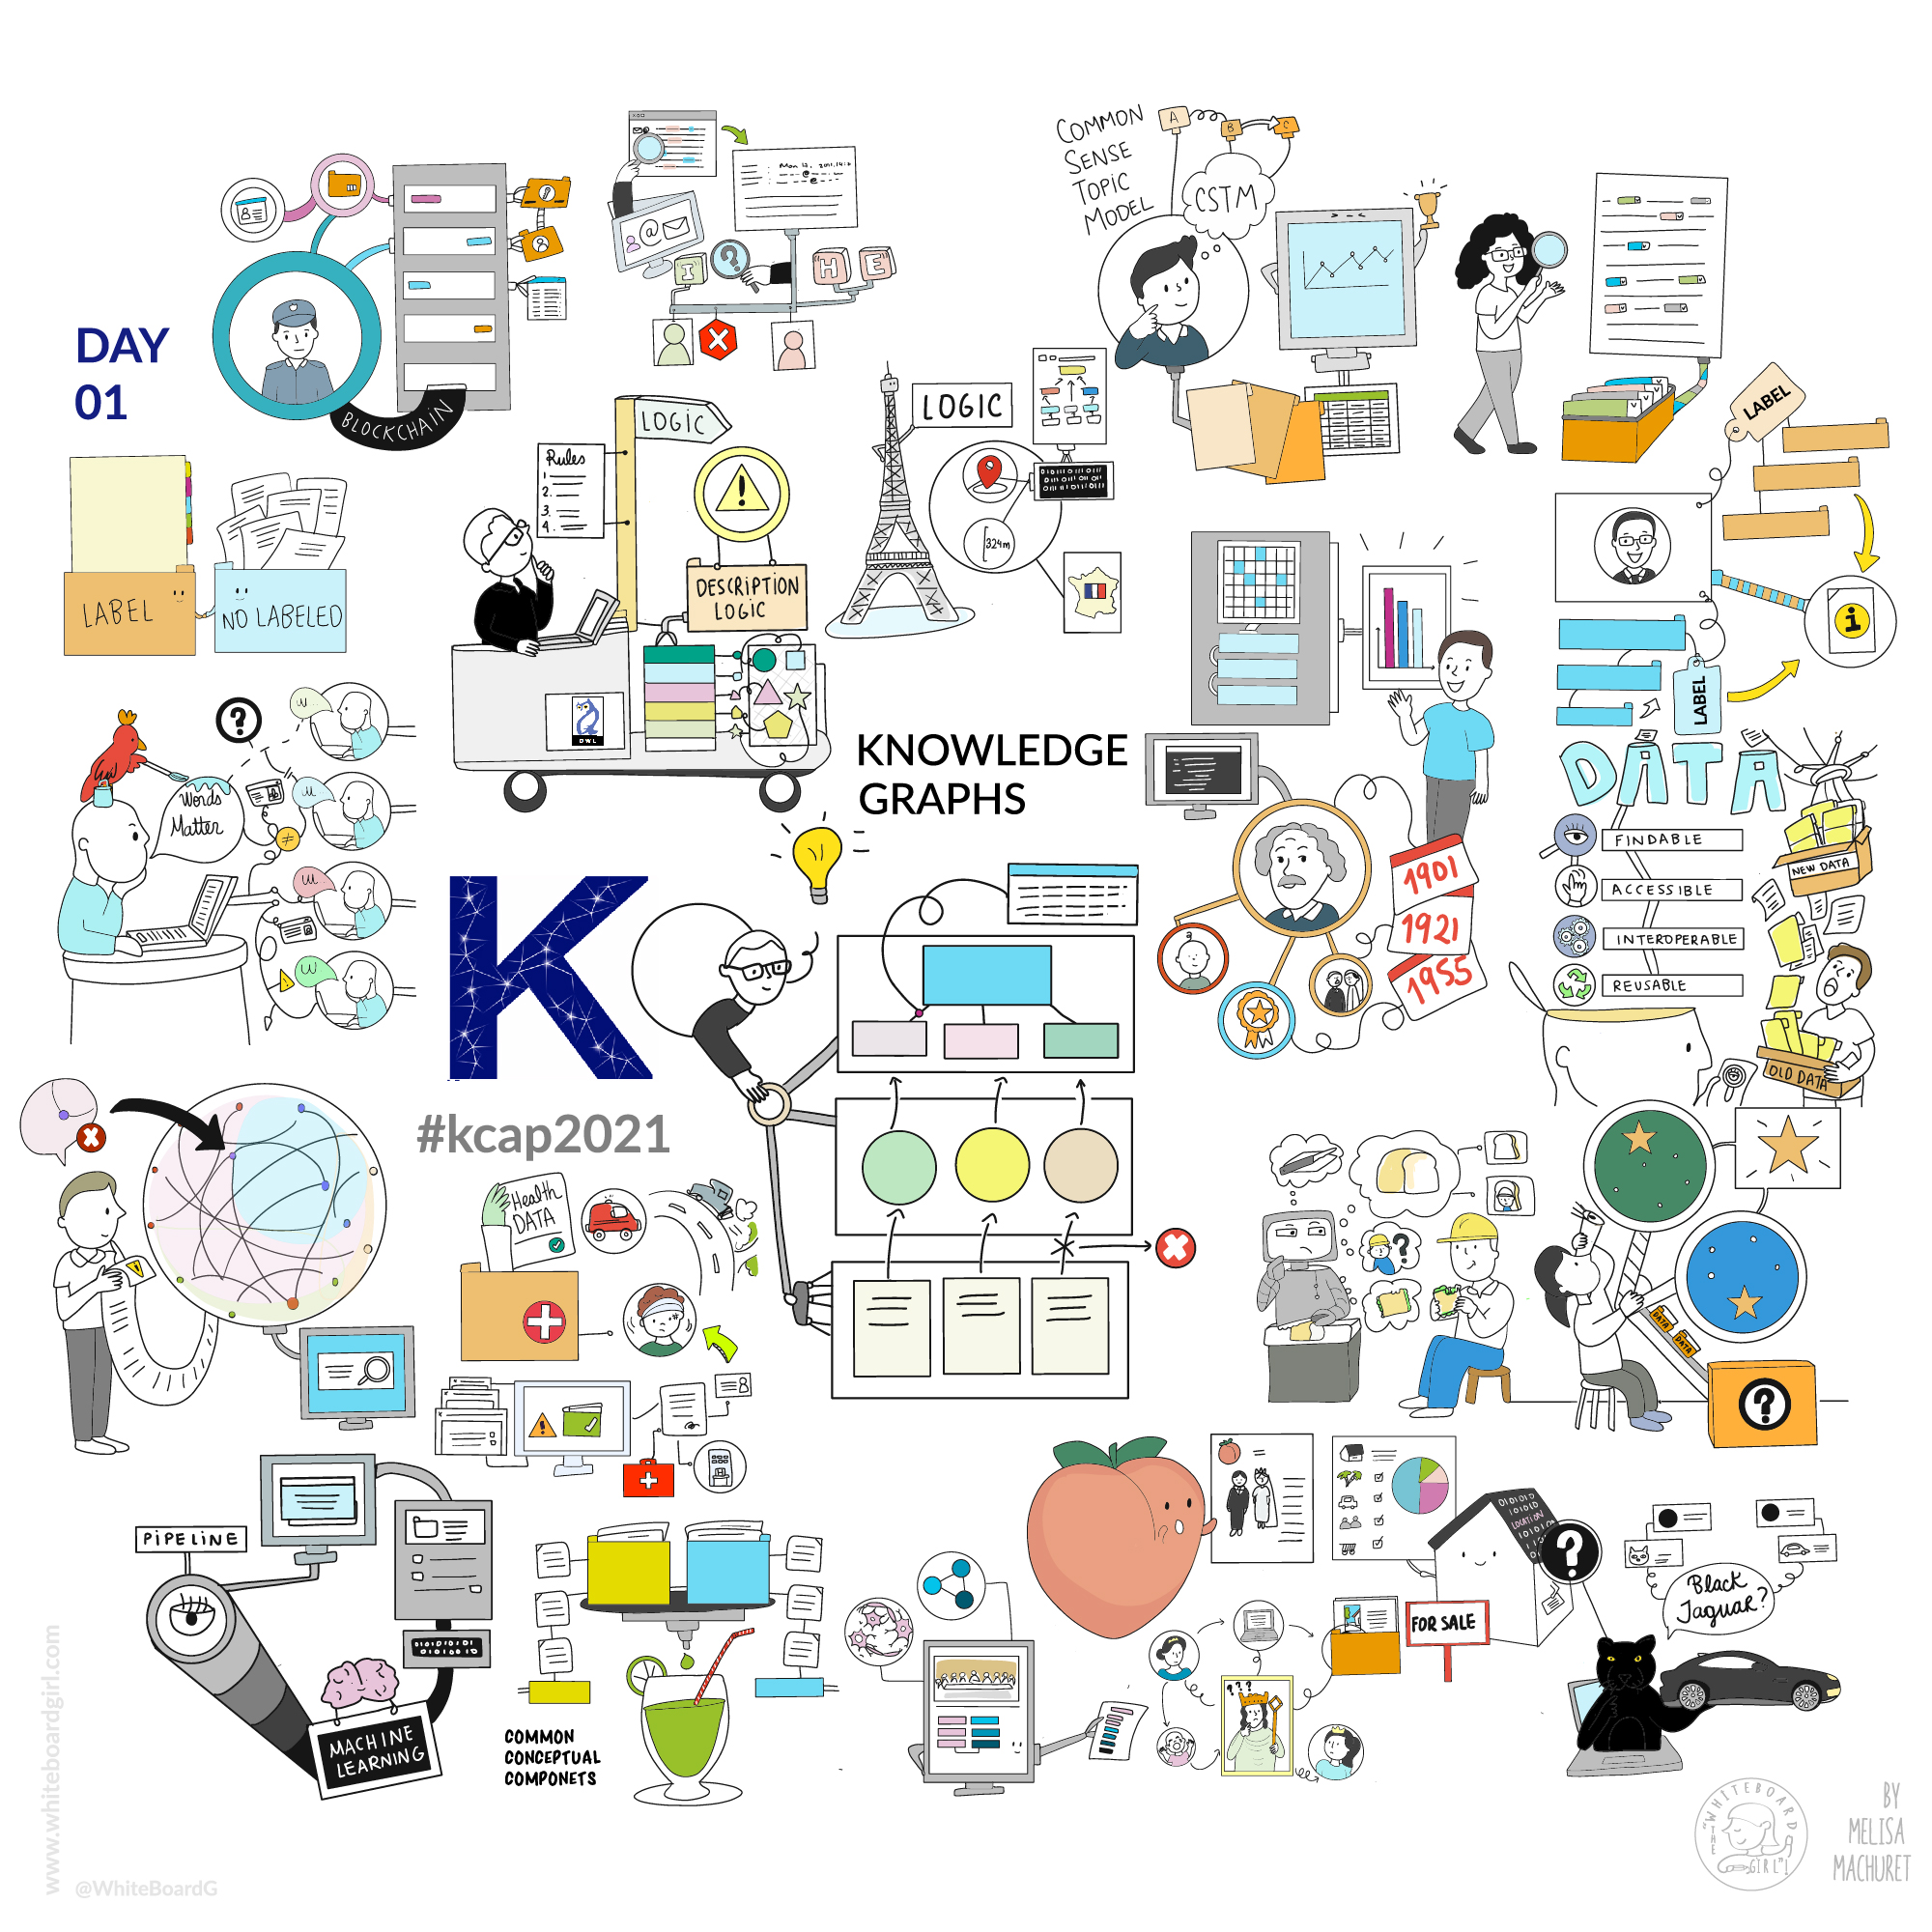 DAY
01
BLOCKCHAIN
@
@
I
?
H
E
COMMON
SENSE
TOPIC
MODEL
A
B
C
CSTM
LABEL
NO LABELED
Rules
1.
2.
3.
4.
LOGIC
!
DESCRIPTION
LOGIC
LOGIC
324m
LABEL
i
LABEL
?
Words
Matter
≠
KNOWLEDGE
GRAPHS
K
#kcap2021
1901
1921
1955
DATA
FINDABLE
ACCESSIBLE
INTEROPERABLE
REUSABLE
NEW DATA
OLD DATA
Health
DATA
?
DATA
DATA
?
PIPELINE
MACHINE
LEARNING
COMMON
CONCEPTUAL
COMPONETS
010101
LOCATION
FOR SALE
?
???
Black
Jaguar?
www.whiteboardgirl.com
@WhiteBoardG
"THE WHITEBOARD GIRL"!
BY
MELISA
MACHURET